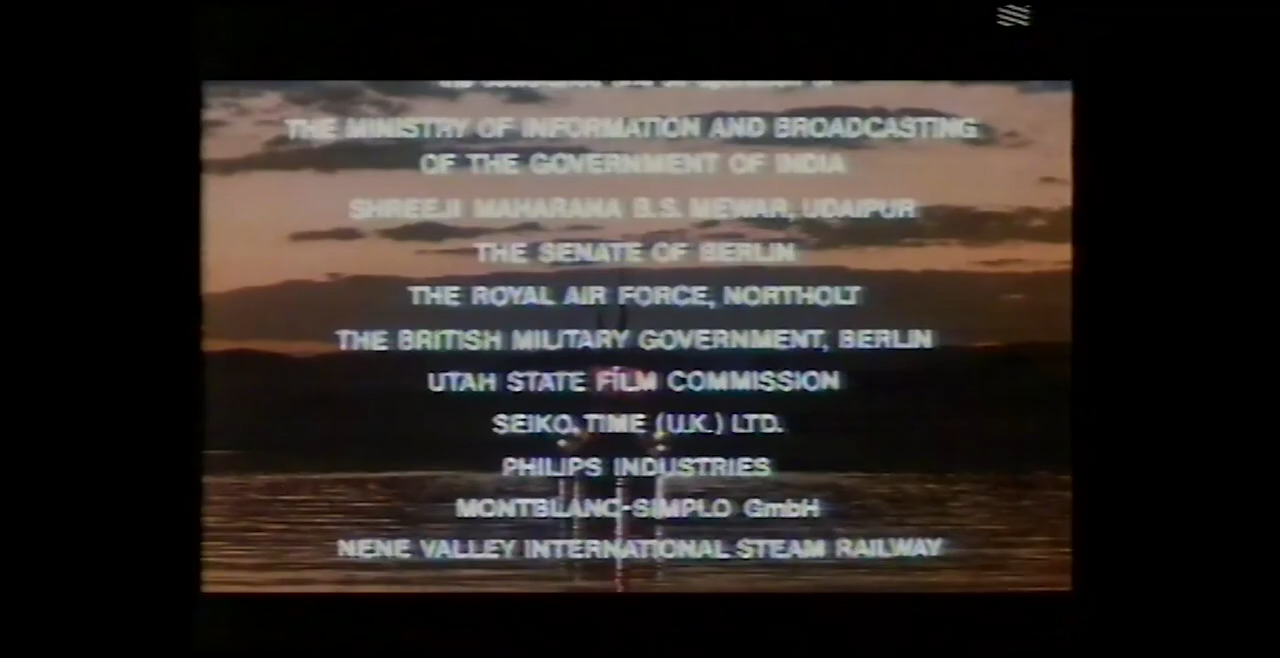 THE MINISTRY OF INFORMATION AND BROADCASTING
OF THE GOVERNMENT OF INDIA
SHREEJI MAHARANA B.S. MEWAR, UDAIPUR
THE SENATE OF BERLIN
THE ROYAL AIR FORCE, NORTHOLT
THE BRITISH MILITARY GOVERNMENT, BERLIN
UTAH STATE FILM COMMISSION
SEIKO TIME (U.K.) LTD.
PHILIPS INDUSTRIES
MONTBLANC-SIMPLO GmbH
NENE VALLEY INTERNATIONAL STEAM RAILWAY